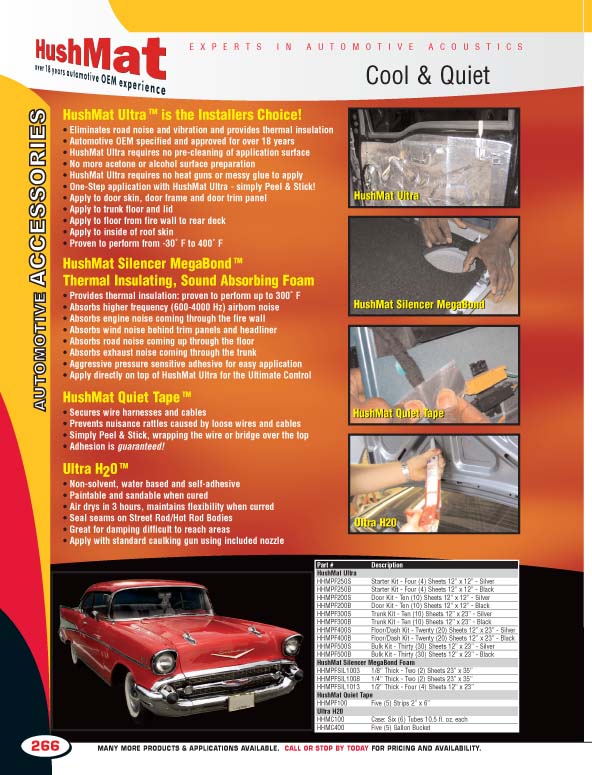 HushMat
over 18 years automotive OEM experience
EXPERTS IN AUTOMOTIVE ACOUSTICS
Cool & Quiet
AUTOMOTIVE ACCESSORIES
HushMat Ultra™ is the Installers Choice!
• Eliminates road noise and vibration and provides thermal insulation
• Automotive OEM specified and approved for over 18 years
• HushMat Ultra requires no pre-cleaning of application surface
• No more acetone or alcohol surface preparation
• HushMat Ultra requires no heat guns or messy glue to apply
• One-Step application with HushMat Ultra - simply Peel & Stick!
• Apply to door skin, door frame and door trim panel
• Apply to trunk floor and lid
• Apply to floor from fire wall to rear deck
• Apply to inside of roof skin
• Proven to perform from -30˚ F to 400˚ F
HushMat Silencer MegaBond™
Thermal Insulating, Sound Absorbing Foam
• Provides thermal insulation: proven to perform up to 300˚ F
• Absorbs higher frequency (600-4000 Hz) airborn noise
• Absorbs engine noise coming through the fire wall
• Absorbs wind noise behind trim panels and headliner
• Absorbs road noise coming up through the floor
• Absorbs exhaust noise coming through the trunk
• Aggressive pressure sensitive adhesive for easy application
• Apply directly on top of HushMat Ultra for the Ultimate Control
HushMat Quiet Tape™
• Secures wire harnesses and cables
• Prevents nuisance rattles caused by loose wires and cables
• Simply Peel & Stick, wrapping the wire or bridge over the top
• Adhesion is guaranteed!
Ultra H2O™
• Non-solvent, water based and self-adhesive
• Paintable and sandable when cured
• Air drys in 3 hours, maintains flexibility when curred
• Seal seams on Street Rod/Hot Rod Bodies
• Great for damping difficult to reach areas
• Apply with standard caulking gun using included nozzle
HushMat Ultra
HushMat Silencer MegaBond
HushMat Quiet Tape
Ultra H20
Part # Description
HushMat Ultra
HHMPF250S Starter Kit - Four (4) Sheets 12" x 12" - Silver
HHMPF250B Starter Kit - Four (4) Sheets 12" x 12" - Black
HHMPF200S Door Kit - Ten (10) Sheets 12" x 12" - Silver
HHMPF200B Door Kit - Ten (10) Sheets 12" x 12" - Black
HHMPF300S Trunk Kit - Ten (10) Sheets 12" x 23" - Silver
HHMPF300B Trunk Kit - Ten (10) Sheets 12" x 23" - Black
HHMPF400S Floor/Dash Kit - Twenty (20) Sheets 12" x 23" - Silver
HHMPF400B Floor/Dash Kit - Twenty (20) Sheets 12" x 23" - Black
HHMPF500S Bulk Kit - Thirty (30) Sheets 12" x 23" - Silver
HHMPF500B Bulk Kit - Thirty (30) Sheets 12" x 23" - Black
HushMat Silencer MegaBond Foam
HHMPFSIL1003 1/8" Thick - Two (2) Sheets 23" x 35"
HHMPFSIL1008 1/4" Thick - Two (2) Sheets 23" x 35"
HHMPFSIL1013 1/2" Thick - Four (4) Sheets 12" x 23"
HushMat Quiet Tape
HHMPF100 Five (5) Strips 2" x 6"
Ultra H20
HHMC100 Case: Six (6) Tubes 10.5 fl. oz. each
HHMC400 Five (5) Gallon Bucket
266
MANY MORE PRODUCTS & APPLICATIONS AVAILABLE. CALL OR STOP BY TODAY FOR PRICING AND AVAILABILITY.